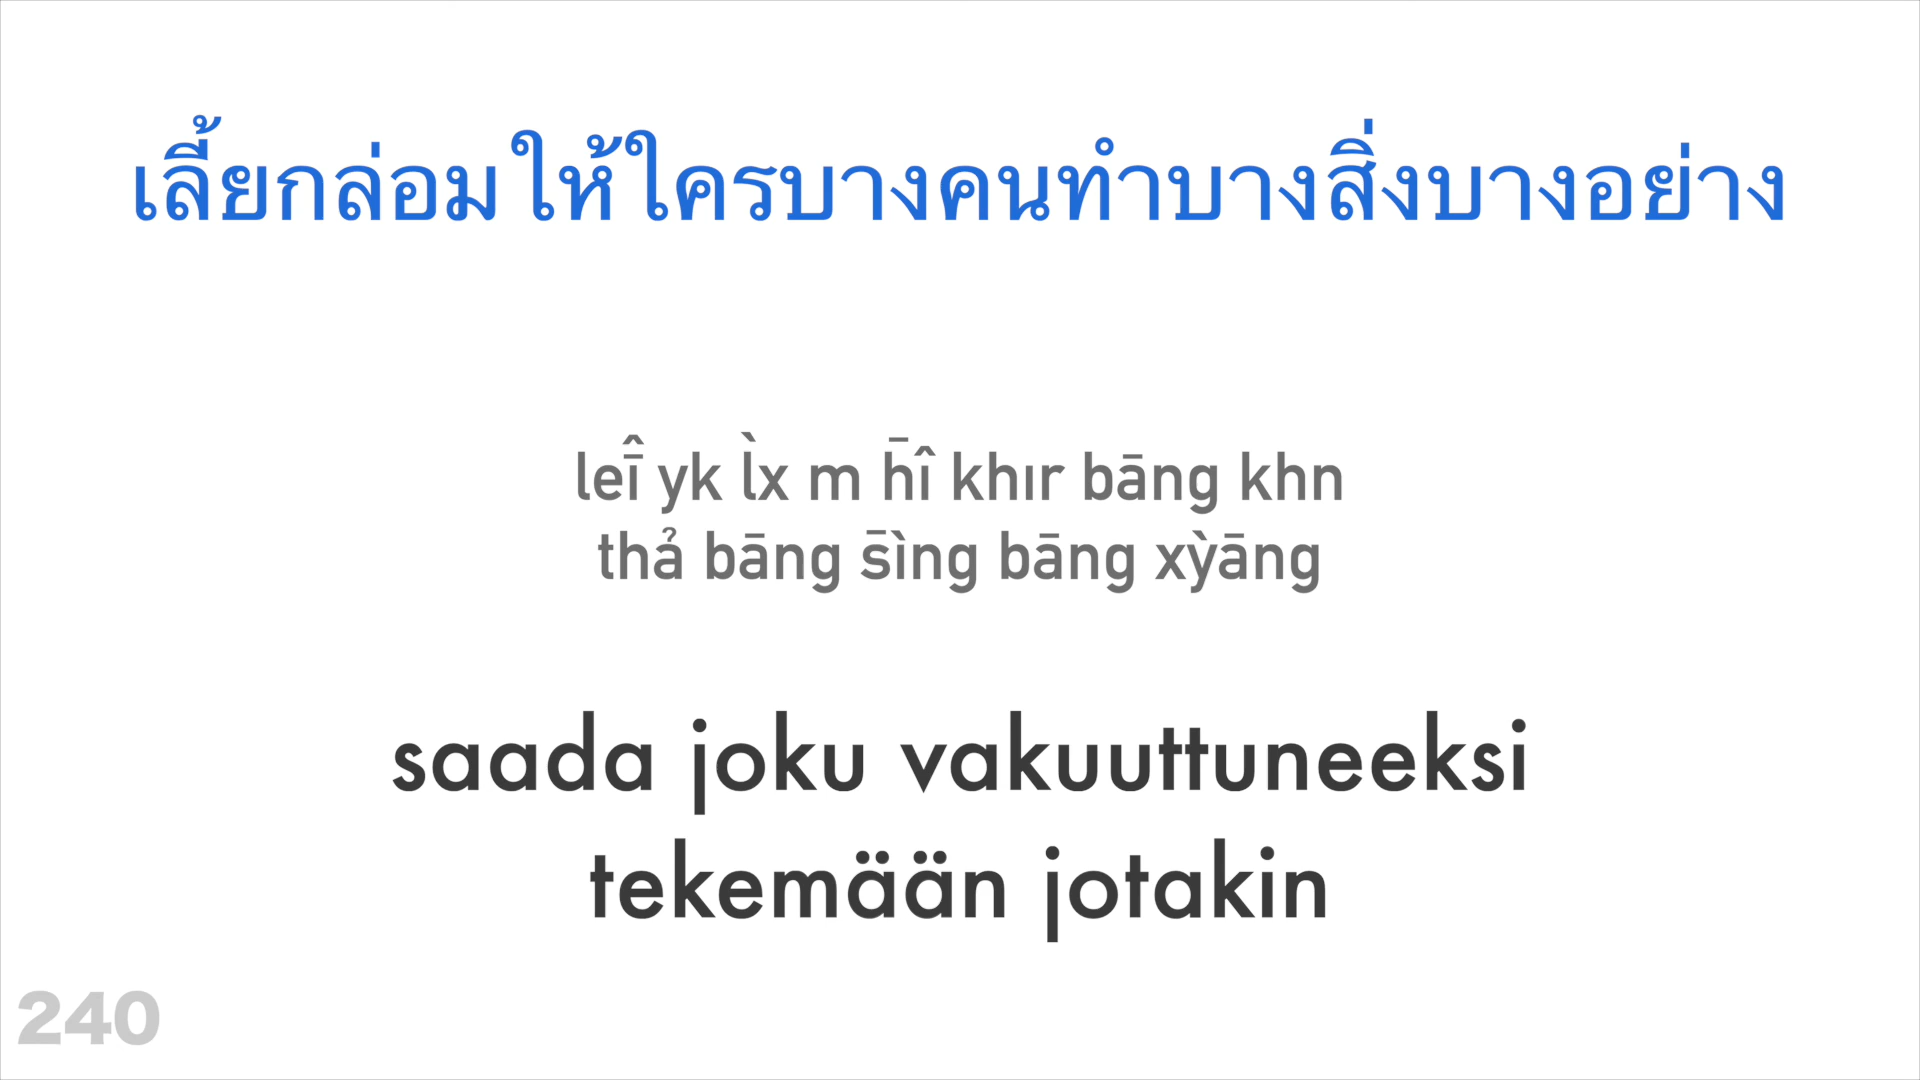 เลี้ยกล่อมให้ใครบางคนทำบางสิ่งบางอย่าง
leī̂ yk l̀x m h̄ı̂ khır bāng khn
thả bāng s̄ìng bāng xỳāng
saada joku vakuuttuneeksi
tekemään jotakin
240